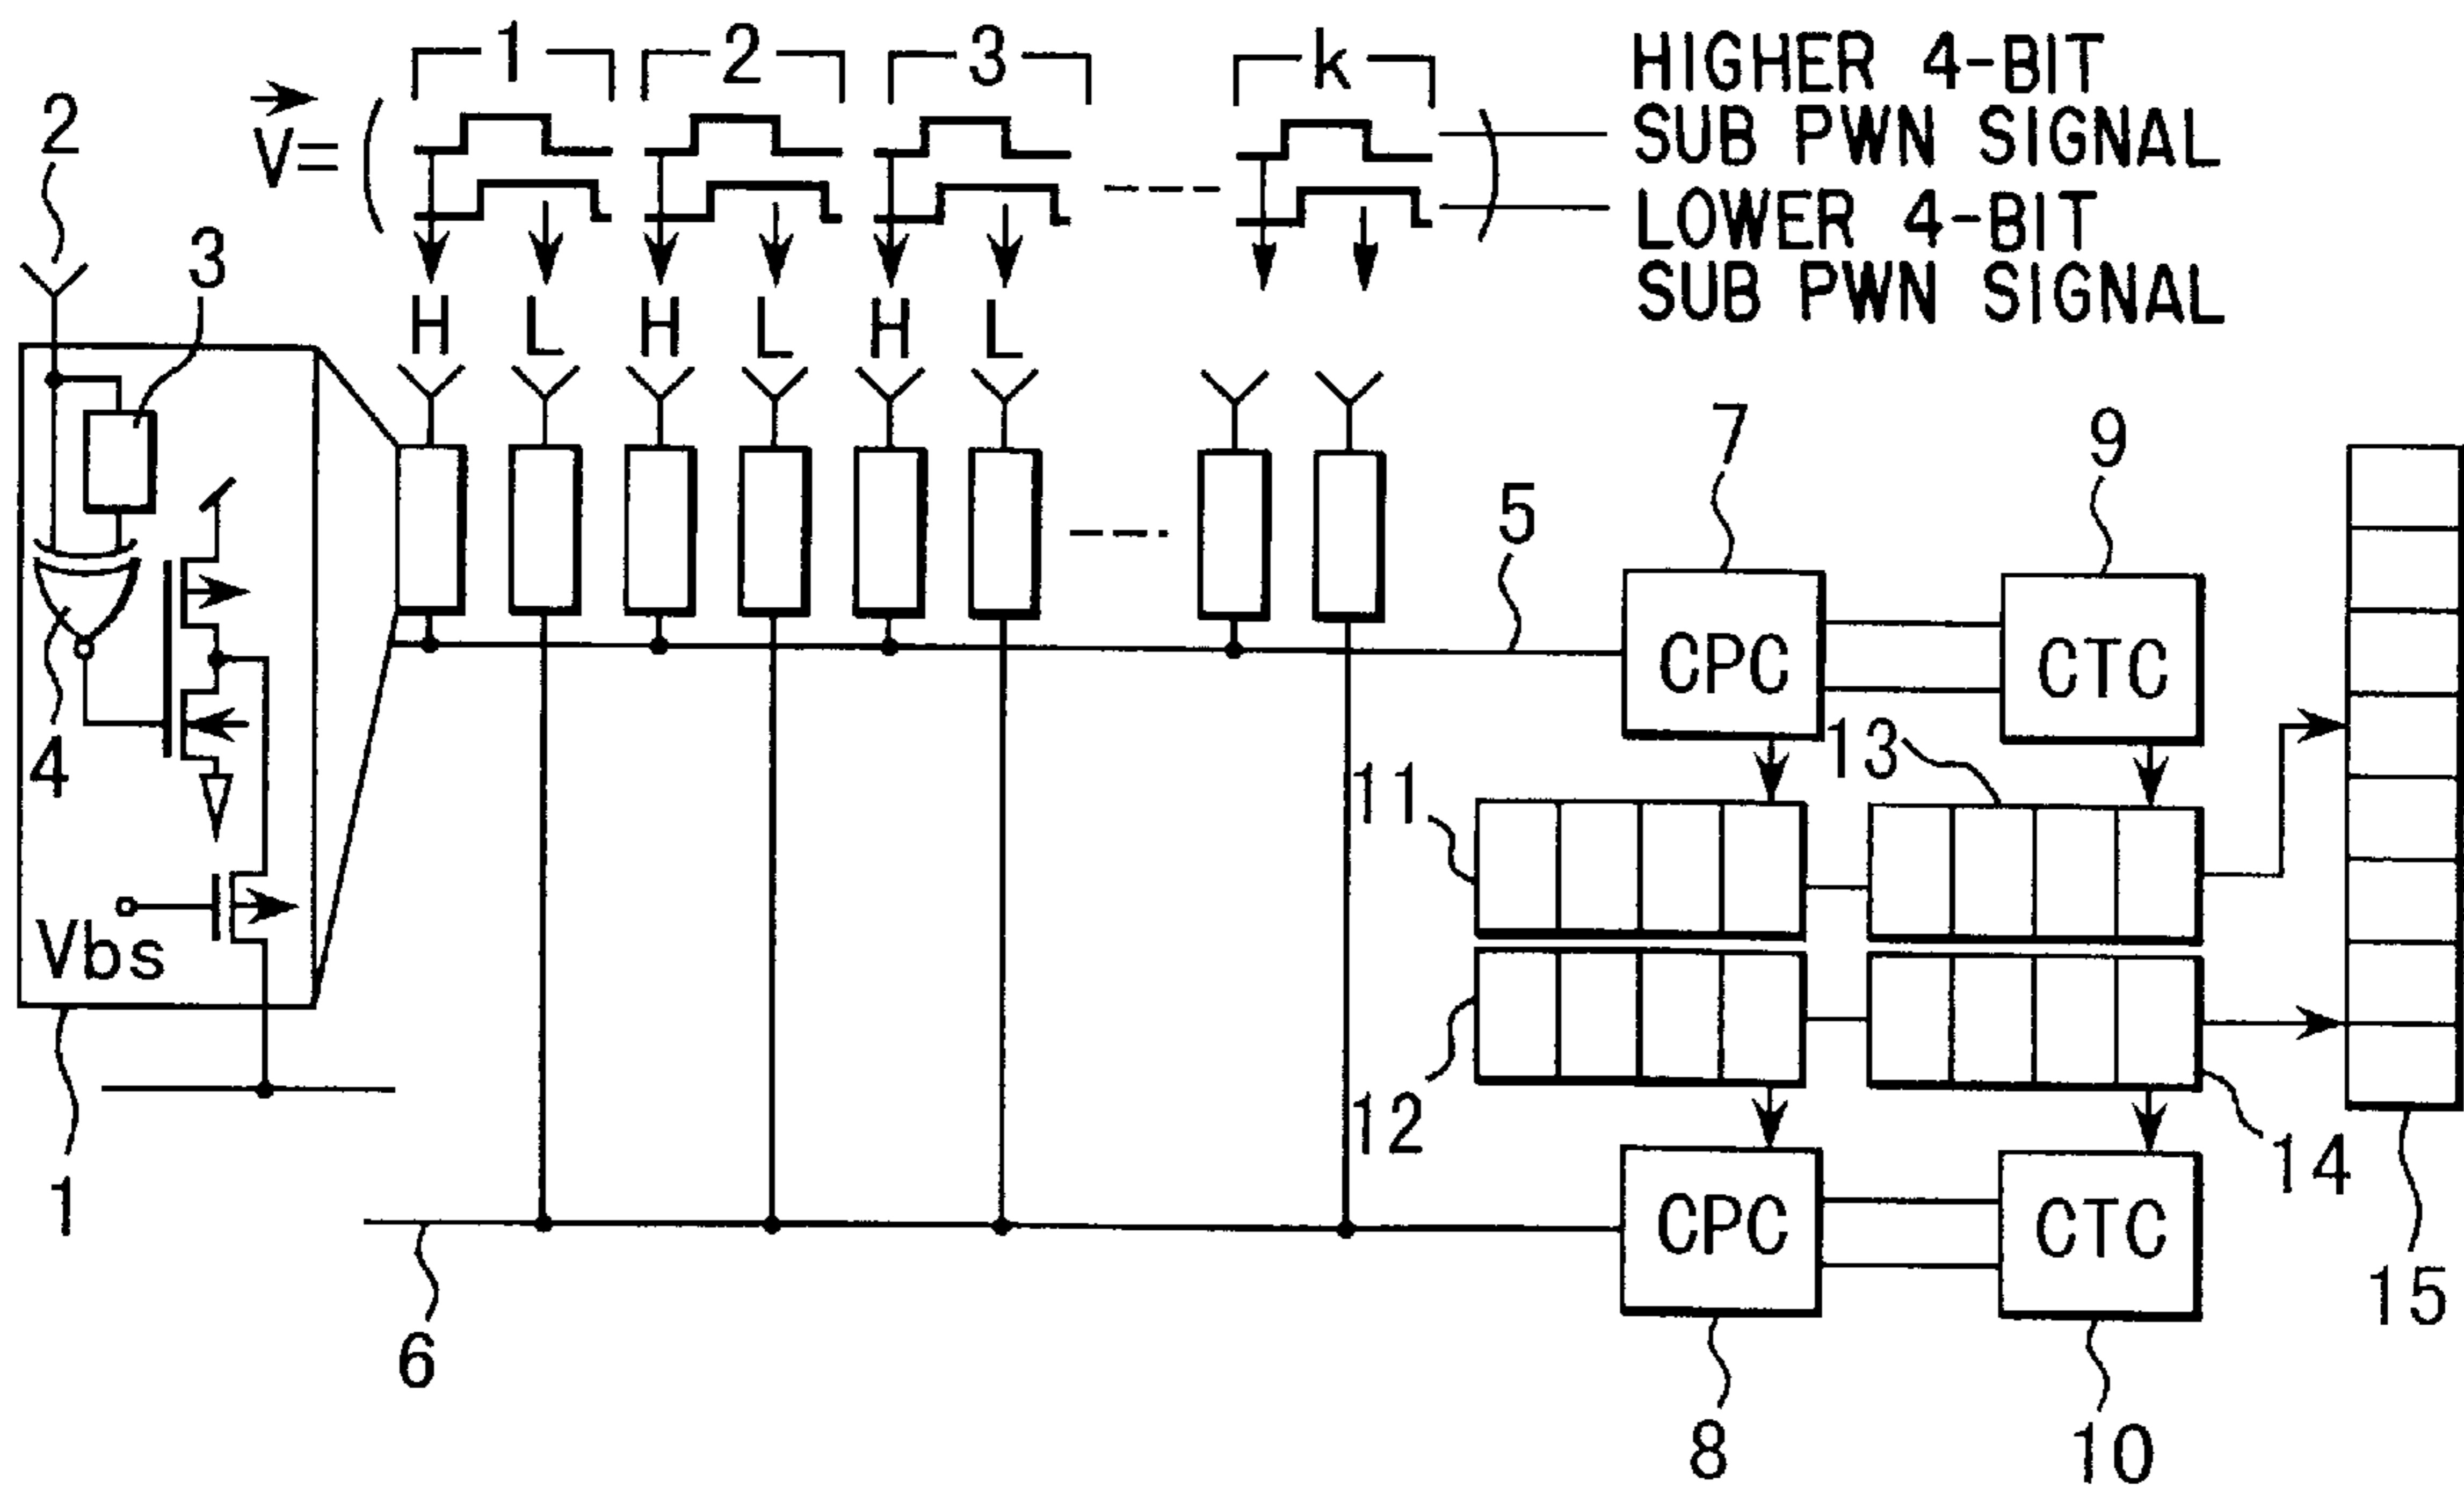 1 2 3 k
HIGHER 4-BIT
SUB PWN SIGNAL
LOWER 4-BIT
SUB PWN SIGNAL
V=(
)
2
3
H L H L H L
4
Vbs
1
5
6
7
CPC
9
CTC
11
13
12
14
CPC
CTC
8
10
15